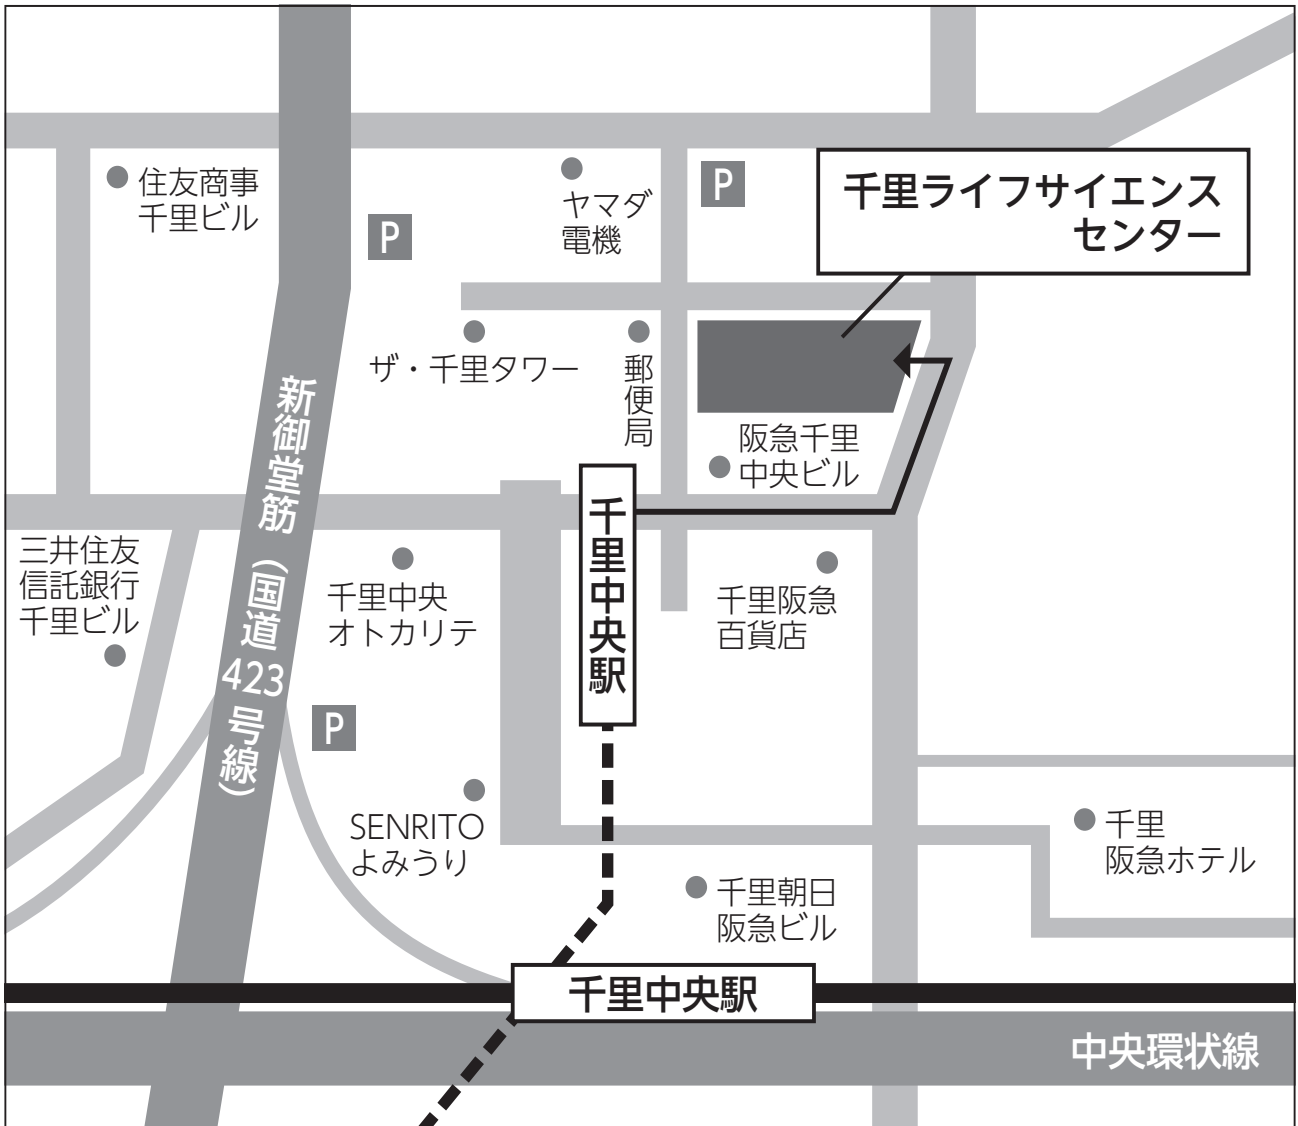 住友商事
千里ビル
P
ヤマダ
電機
P
千里ライフサイエンス
センター
ザ・千里タワー
郵便局
阪急千里
中央ビル
新御堂筋（国道423号線）
千里中央駅
三井住友
信託銀行
千里ビル
千里中央
オトカリテ
千里阪急
百貨店
P
SENRITO
よみうり
千里
阪急ホテル
千里朝日
阪急ビル
千里中央駅
中央環状線